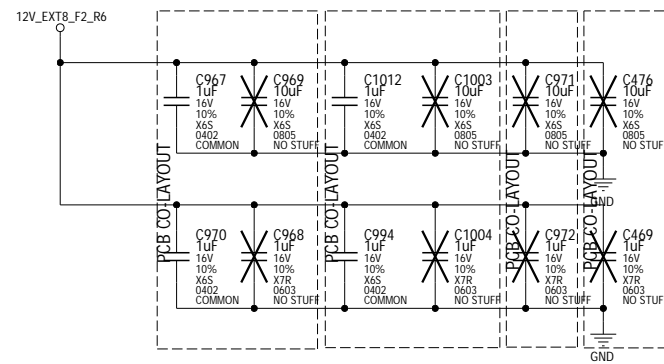 12V_EXT8_F2_R6
C967
1uF
16V
10%
X6S
0402
COMMON
C969
10uF
16V
10%
X6S
0805
NO STUFF
C1012
1uF
16V
10%
X6S
0402
COMMON
C1003
10uF
16V
10%
X6S
0805
NO STUFF
C971
10uF
16V
10%
X6S
0805
NO STUFF
C476
10uF
16V
10%
X6S
0805
NO STUF
PCB CO-LAYOUT
PCB CO-LAYOUT
PCB CO-LAYOUT
PCB CO-LAYOUT
GND
C970
1uF
16V
10%
X6S
0402
COMMON
C968
1uF
16V
10%
X7R
0603
NO STUFF
C994
1uF
16V
10%
X6S
0402
COMMON
C1004
1uF
16V
10%
X7R
0603
NO STUFF
C972
1uF
16V
10%
X7R
0603
NO STUFF
C469
1uF
16V
10%
X7R
0603
NO STUF
GND